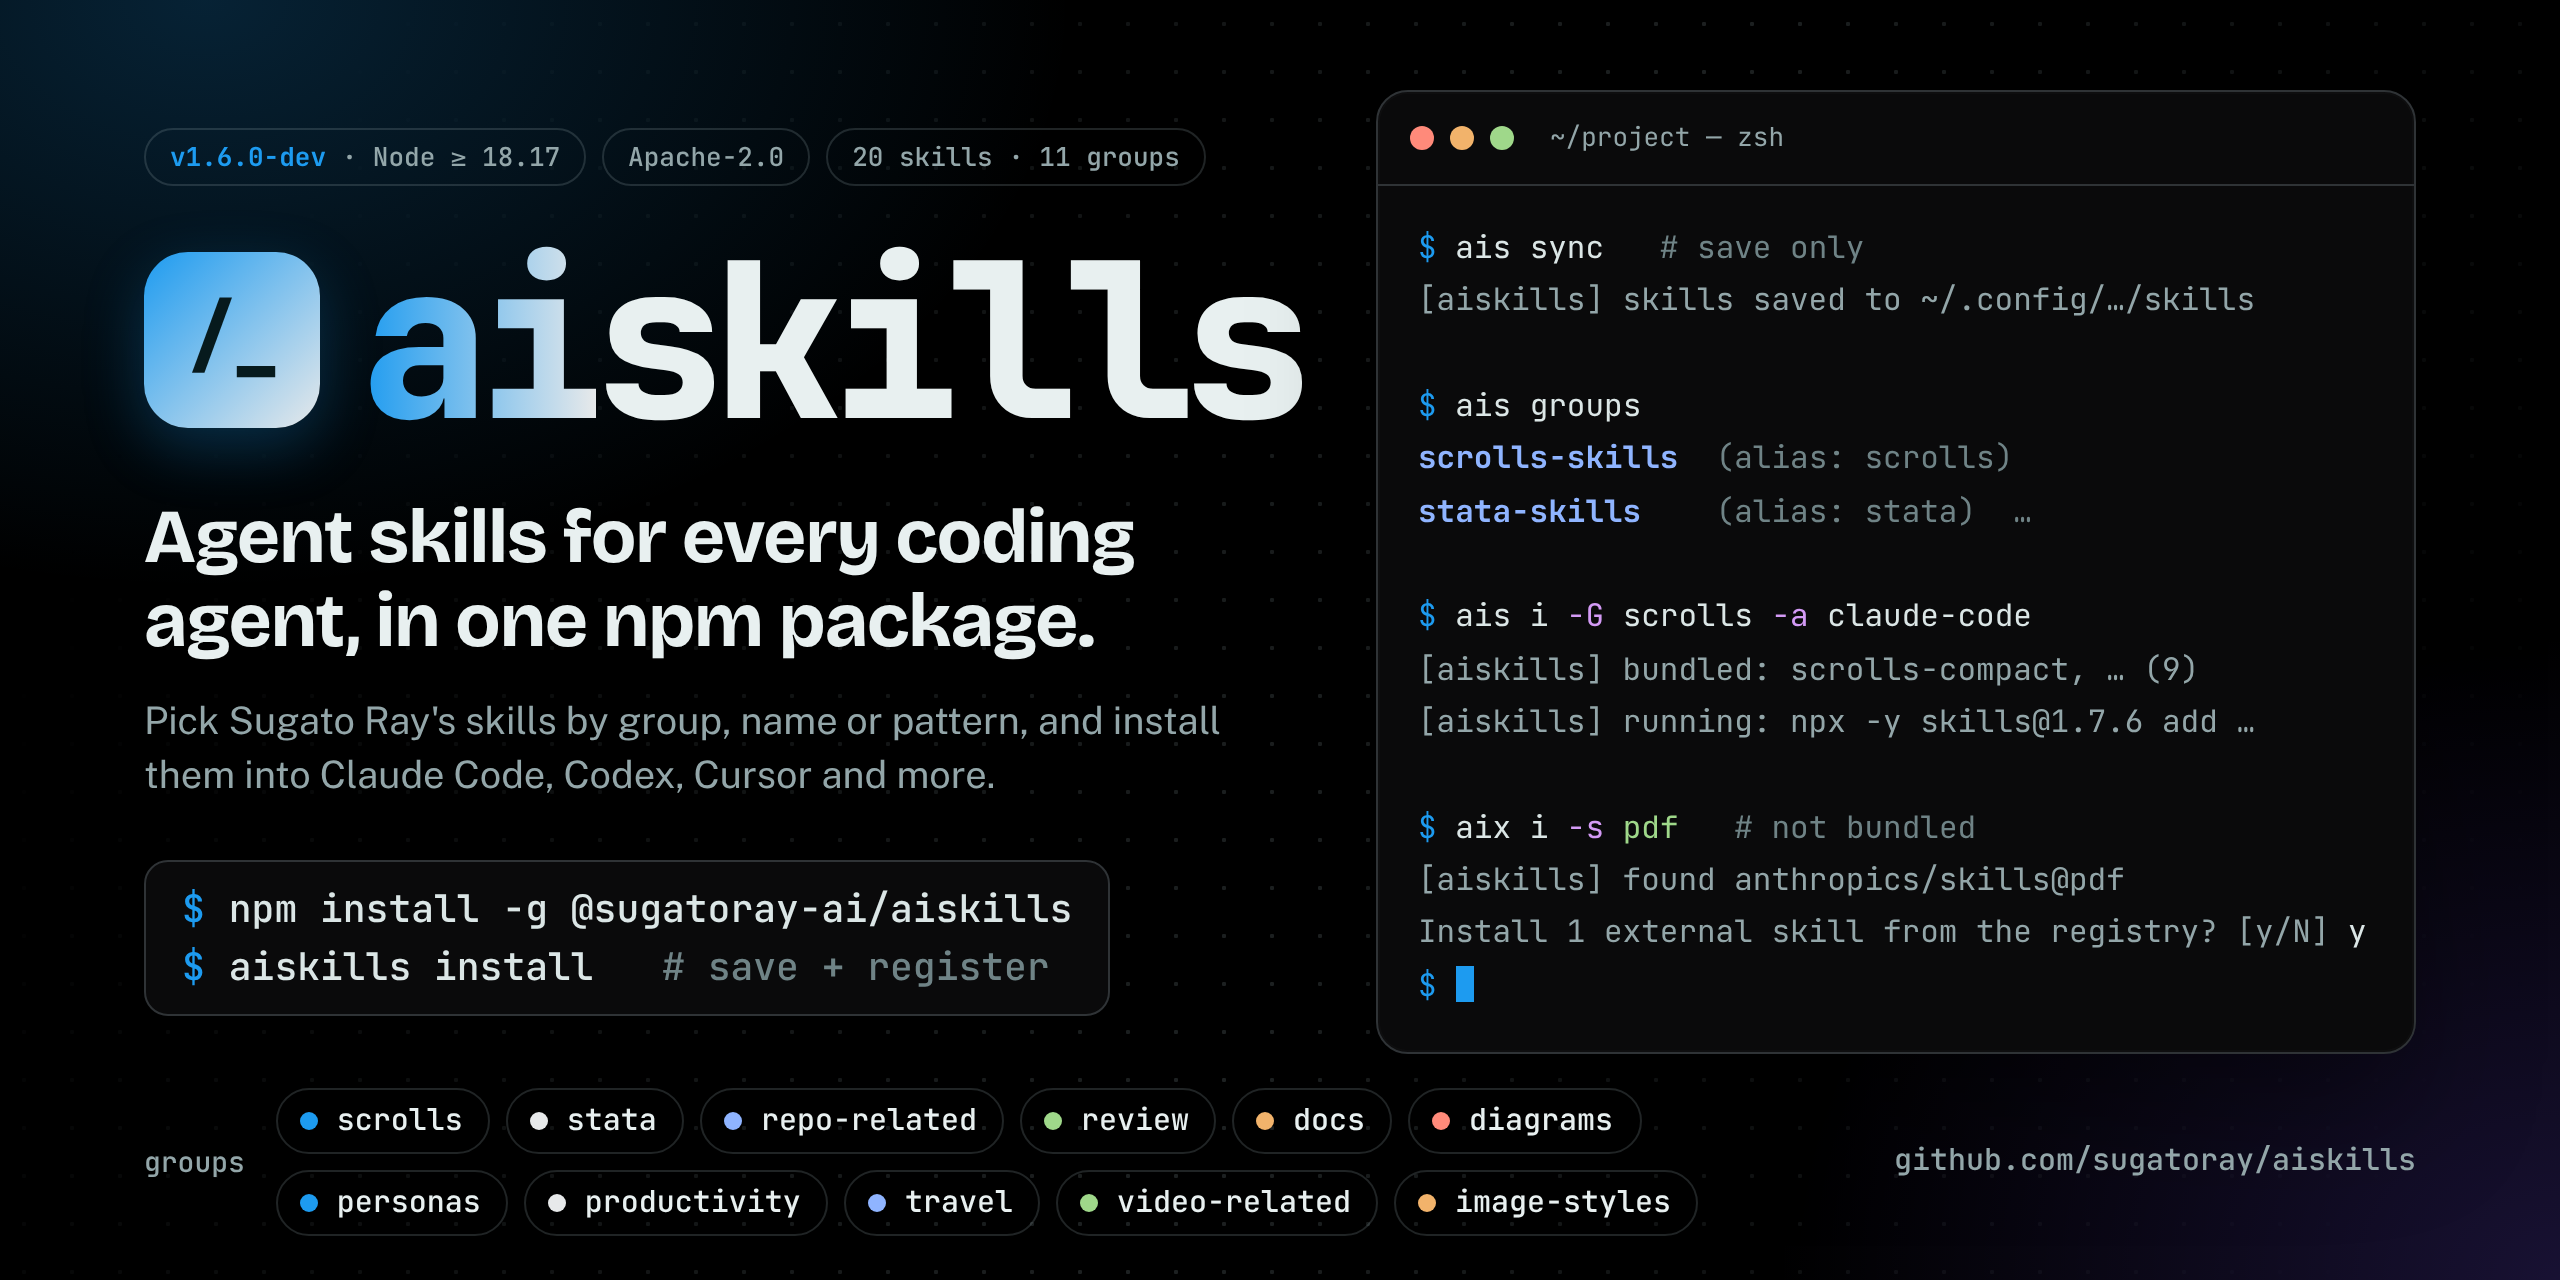 v1.6.0-dev · Node ≥ 18.17
Apache-2.0
20 skills · 11 groups
/_
aiskills
Agent skills for every coding
agent, in one npm package.
Pick Sugato Ray's skills by group, name or pattern, and install
them into Claude Code, Codex, Cursor and more.
$ npm install -g @sugatoray-ai/aiskills
$ aiskills install # save + register
~/project — zsh
$ ais sync # save only
[aiskills] skills saved to ~/.config/…/skills
$ ais groups
scrolls-skills (alias: scrolls)
stata-skills (alias: stata) …
$ ais i -G scrolls -a claude-code
[aiskills] bundled: scrolls-compact, … (9)
[aiskills] running: npx -y skills@1.7.6 add …
$ aix i -s pdf # not bundled
[aiskills] found anthropics/skills@pdf
Install 1 external skill from the registry? [y/N] y
$
groups
scrolls stata repo-related review docs diagrams
personas productivity travel video-related image-styles
github.com/sugatoray/aiskills